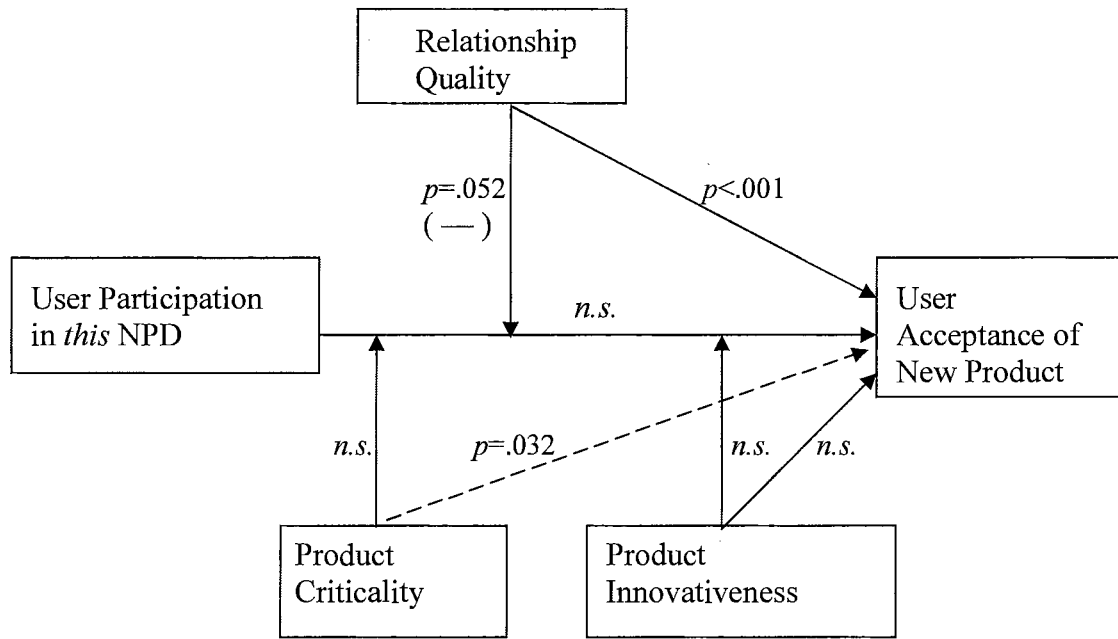 Relationship
Quality
p=.052
( — )
p<.001
User Participation
in this NPD
n.s.
User
Acceptance of
New Product
n.s.
p=.032
n.s.
n.s.
Product
Criticality
Product
Innovativeness